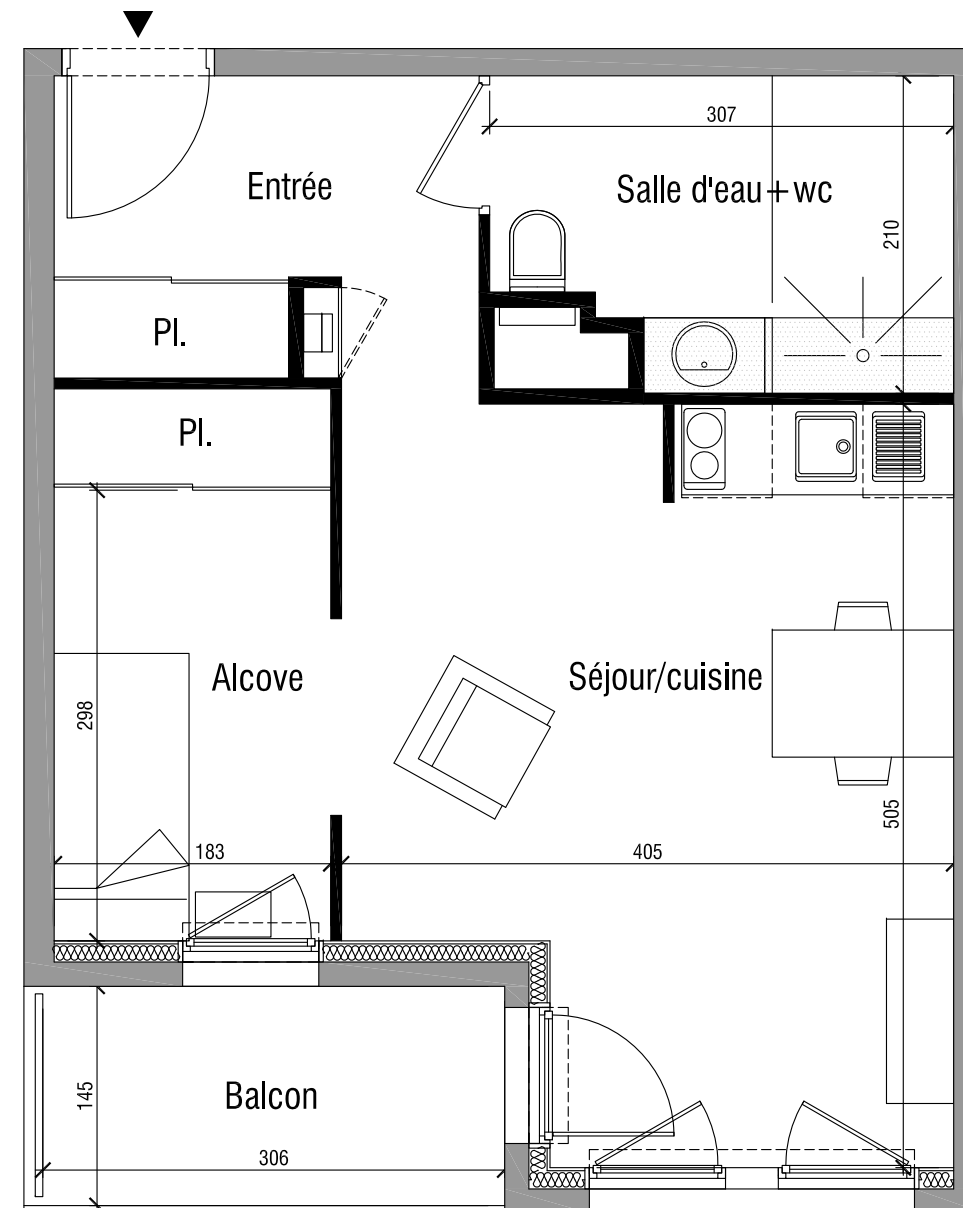 307
Entrée
Salle d'eau+wc
210
Pl.
Pl.
Alcove
Séjour/cuisine
298
505
183
405
Balcon
145
306